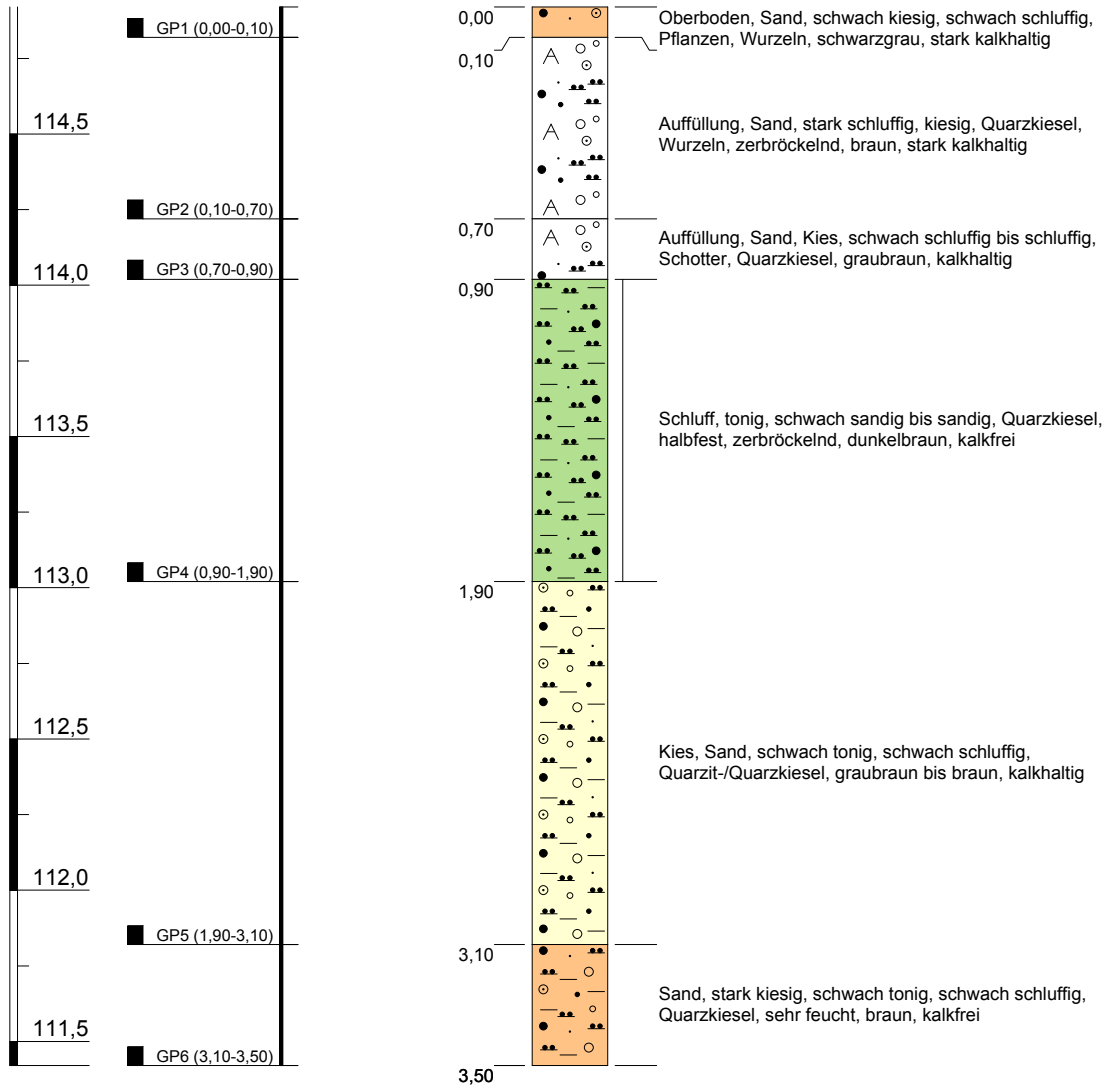 0,00
Oberboden, Sand, schwach kiesig, schwach schluffig,
Pflanzen, Wurzeln, schwarzgrau, stark kalkhaltig
GP1 (0,00-0,10)
0,10
114,5
Auffüllung, Sand, stark schluffig, kiesig, Quarzkiesel,
Wurzeln, zerbröckelnd, braun, stark kalkhaltig
GP2 (0,10-0,70)
0,70
Auffüllung, Sand, Kies, schwach schluffig bis schluffig,
Schotter, Quarzkiesel, graubraun, kalkhaltig
GP3 (0,70-0,90)
114,0
0,90
113,5
Schluff, tonig, schwach sandig bis sandig, Quarzkiesel,
halbfest, zerbröckelnd, dunkelbraun, kalkfrei
GP4 (0,90-1,90)
113,0
1,90
112,5
Kies, Sand, schwach tonig, schwach schluffig,
Quarzit-/Quarzkiesel, graubraun bis braun, kalkhaltig
112,0
GP5 (1,90-3,10)
3,10
Sand, stark kiesig, schwach tonig, schwach schluffig,
Quarzkiesel, sehr feucht, braun, kalkfrei
111,5
GP6 (3,10-3,50)
3,50